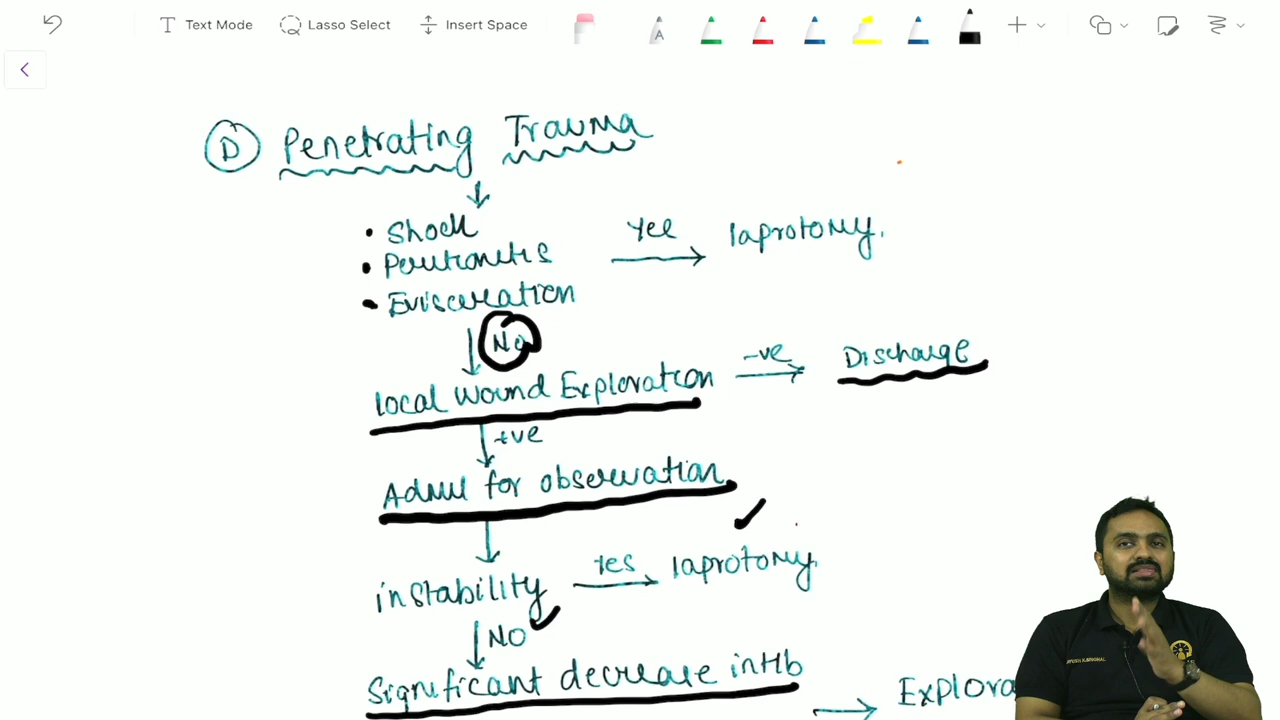 Text Mode Lasso Select Insert Space
D Penetrating Trauma
• Shock
• Peritonitis Yes laprotomy.
• Evisceration
No
Local Wound Exploration -ve Discharge
+ve
Admit for observation
instability Yes laprotomy.
NO
Significant decrease in Hb
Explora